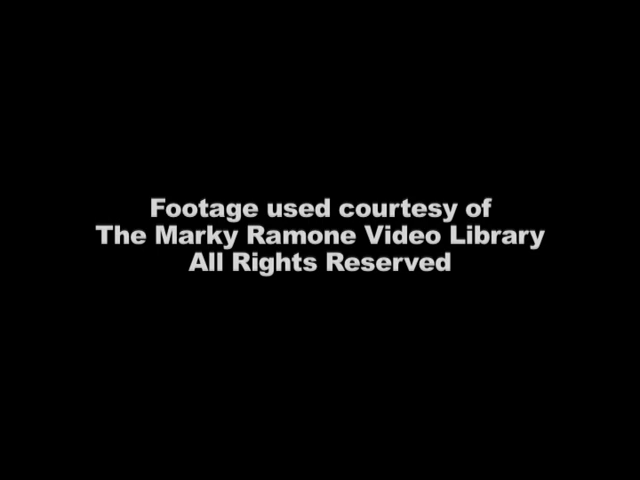 Footage used courtesy of
The Marky Ramone Video Library
All Rights Reserved